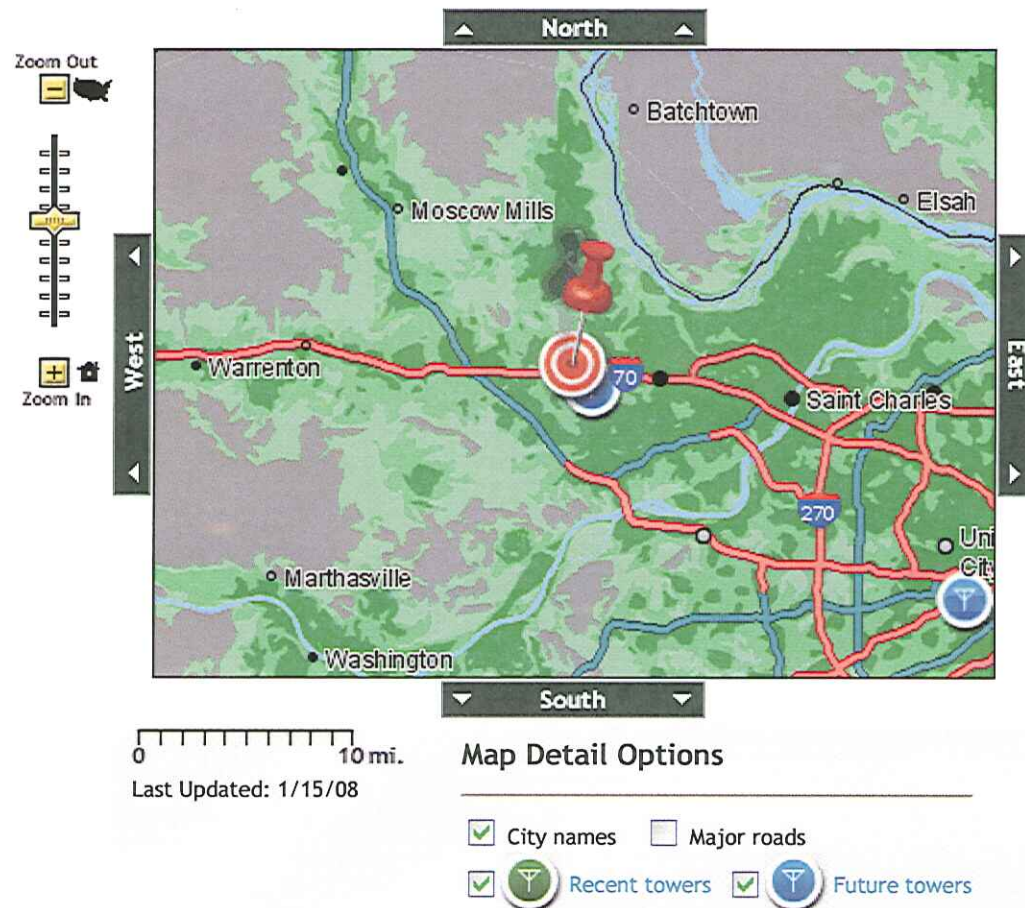 North
Zoom Out
Batchtown
Elsah
Moscow Mills
West
East
Warrenton
70
Saint Charles
Zoom In
270
Uni
City
Marthasville
Washington
South
0 10 mi.
Last Updated: 1/15/08
Map Detail Options
City names Major roads
Recent towers Future towers